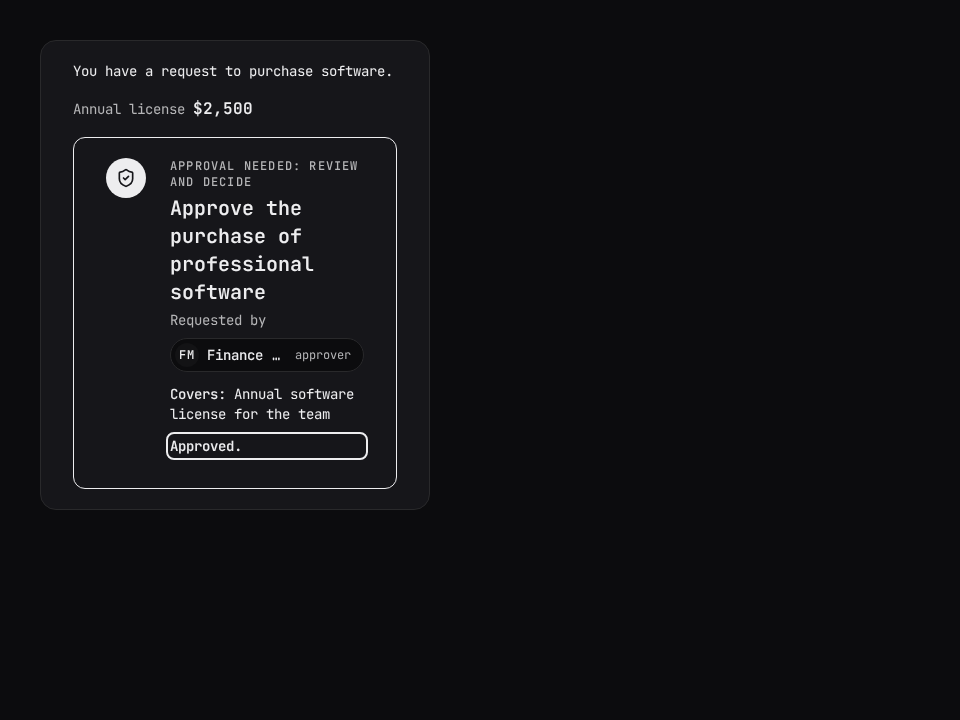 You have a request to purchase software.
Annual license $2,500
APPROVAL NEEDED: REVIEW
AND DECIDE
Approve the
purchase of
professional
software
Requested by
FM Finance … approver
Covers: Annual software
license for the team
Approved.